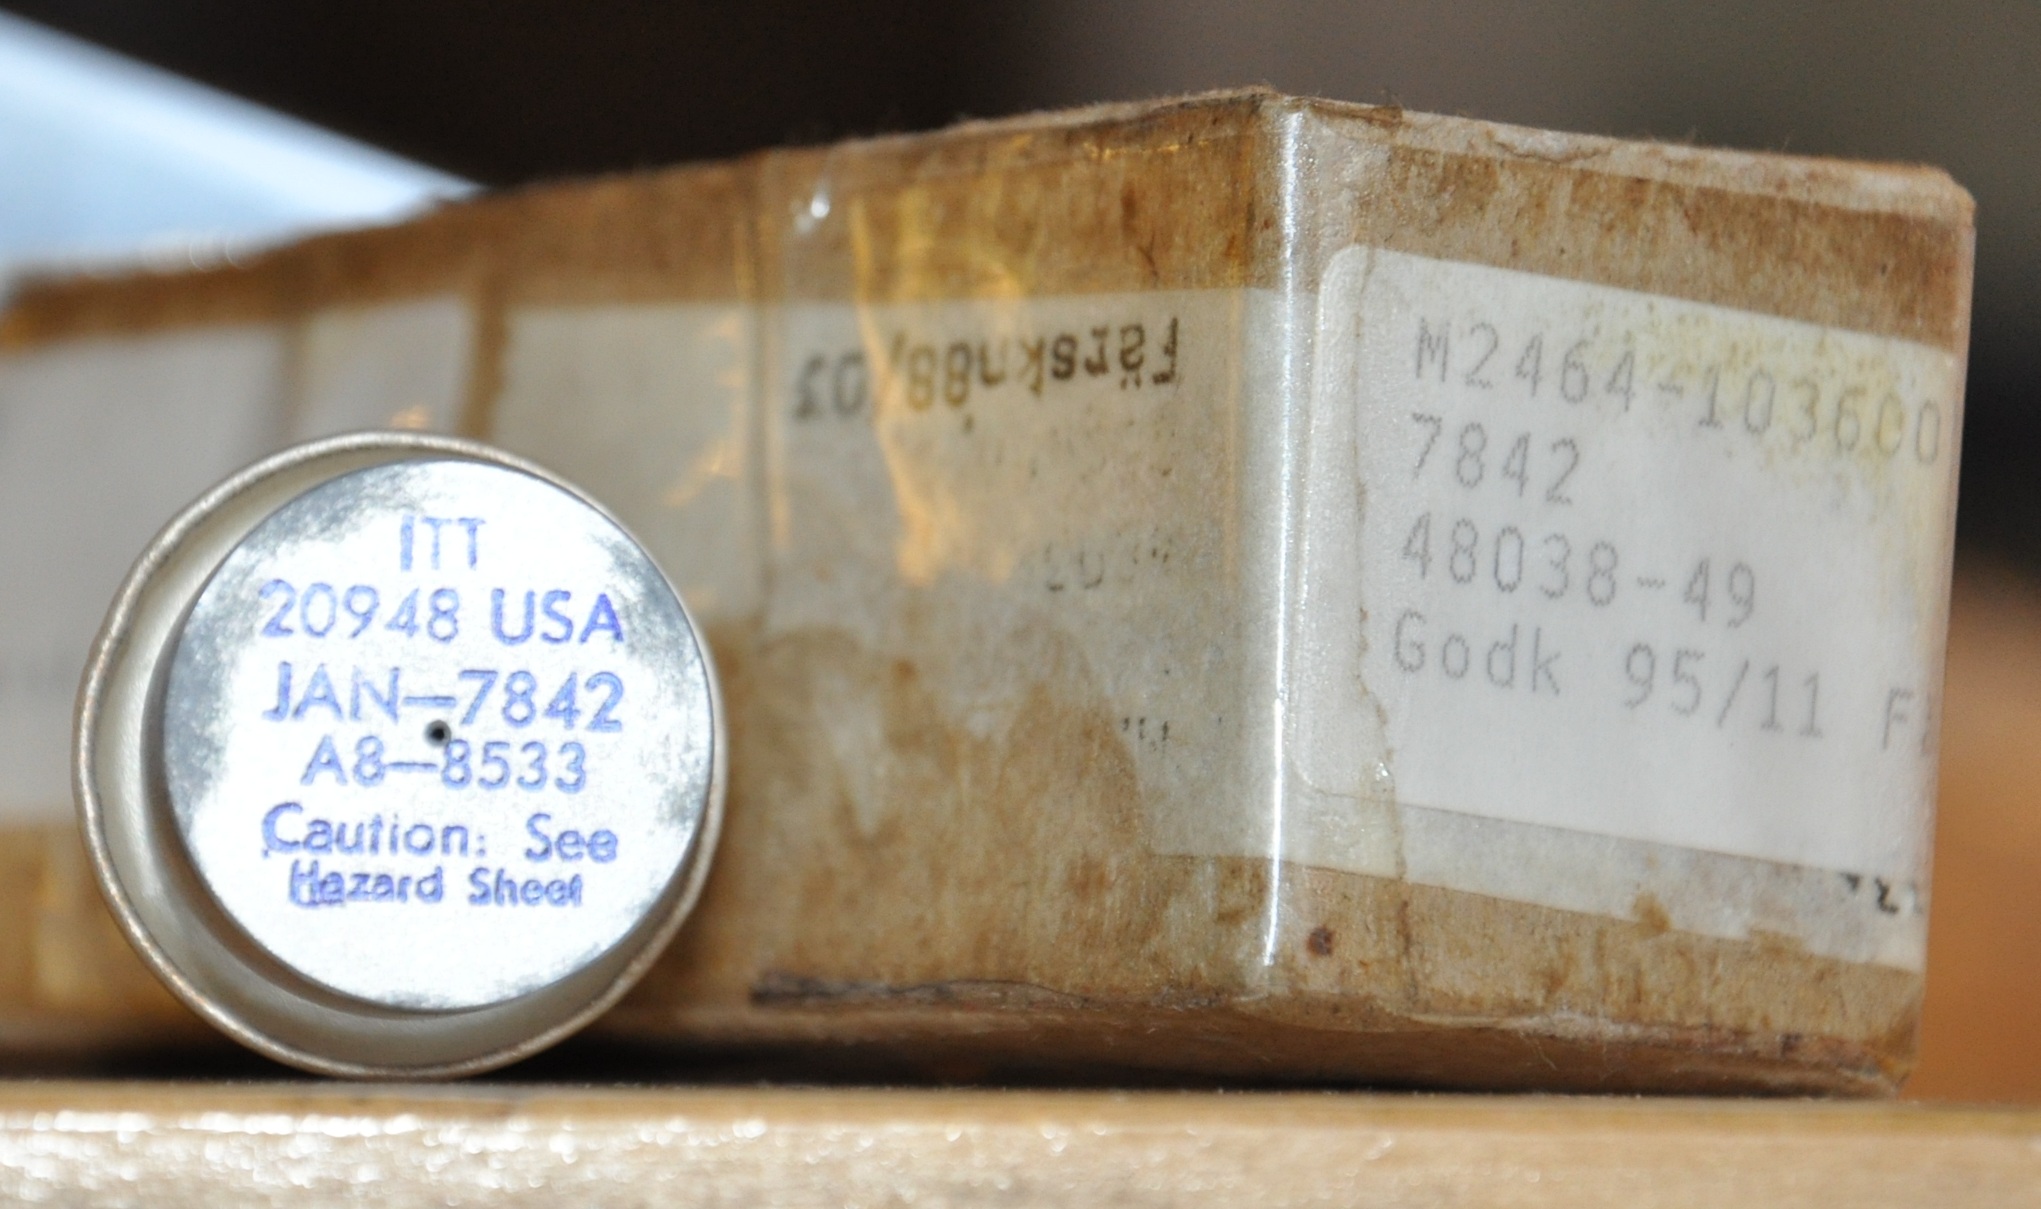 ITT
20948 USA
JAN-7842
A8-8533
Caution: See
Hazard Sheet
Färskn88/03
M2464-103600
7842
48038-49
Godk 95/11